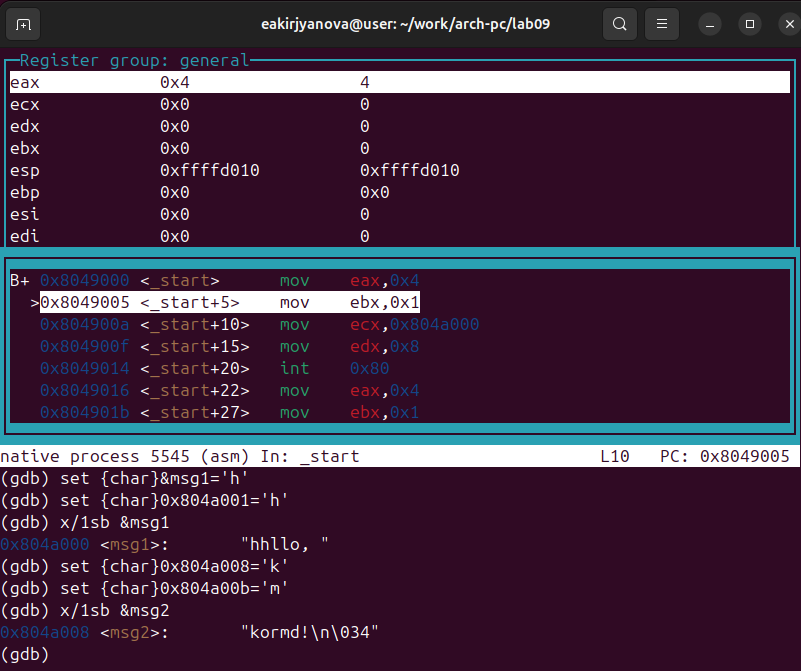 eakirjyanova@user: ~/work/arch-pc/lab09
Register group: general
eax 0x4 4
ecx 0x0 0
edx 0x0 0
ebx 0x0 0
esp 0xffffd010 0xffffd010
ebp 0x0 0x0
esi 0x0 0
edi 0x0 0
B+ 0x8049000 <_start> mov eax,0x4
>0x8049005 <_start+5> mov ebx,0x1
0x804900a <_start+10> mov ecx,0x804a000
0x804900f <_start+15> mov edx,0x8
0x8049014 <_start+20> int 0x80
0x8049016 <_start+22> mov eax,0x4
0x804901b <_start+27> mov ebx,0x1
native process 5545 (asm) In: _start L10 PC: 0x8049005
(gdb) set {char}&msg1='h'
(gdb) set {char}0x804a001='h'
(gdb) x/1sb &msg1
0x804a000 <msg1>: "hhllo, "
(gdb) set {char}0x804a008='k'
(gdb) set {char}0x804a00b='m'
(gdb) x/1sb &msg2
0x804a008 <msg2>: "kormd!\n\034"
(gdb)